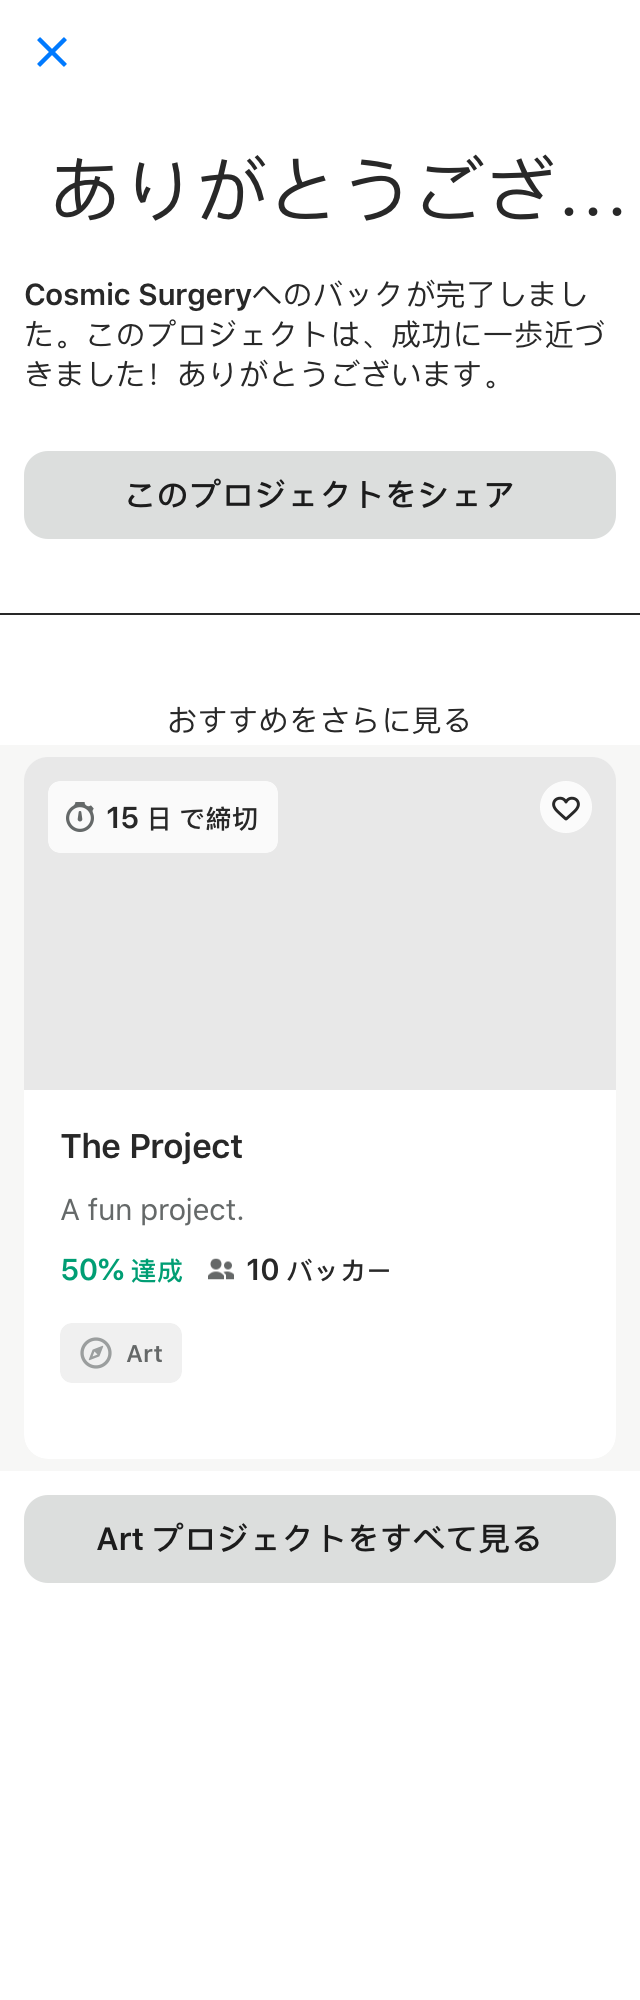 ありがとうござ…
Cosmic Surgeryへのバックが完了しまし
た。このプロジェクトは、成功に一歩近づ
きました！ありがとうございます。
このプロジェクトをシェア
おすすめをさらに見る
15 日 で締切
The Project
A fun project.
50% 達成 10 バッカー
Art
Art プロジェクトをすべて見る